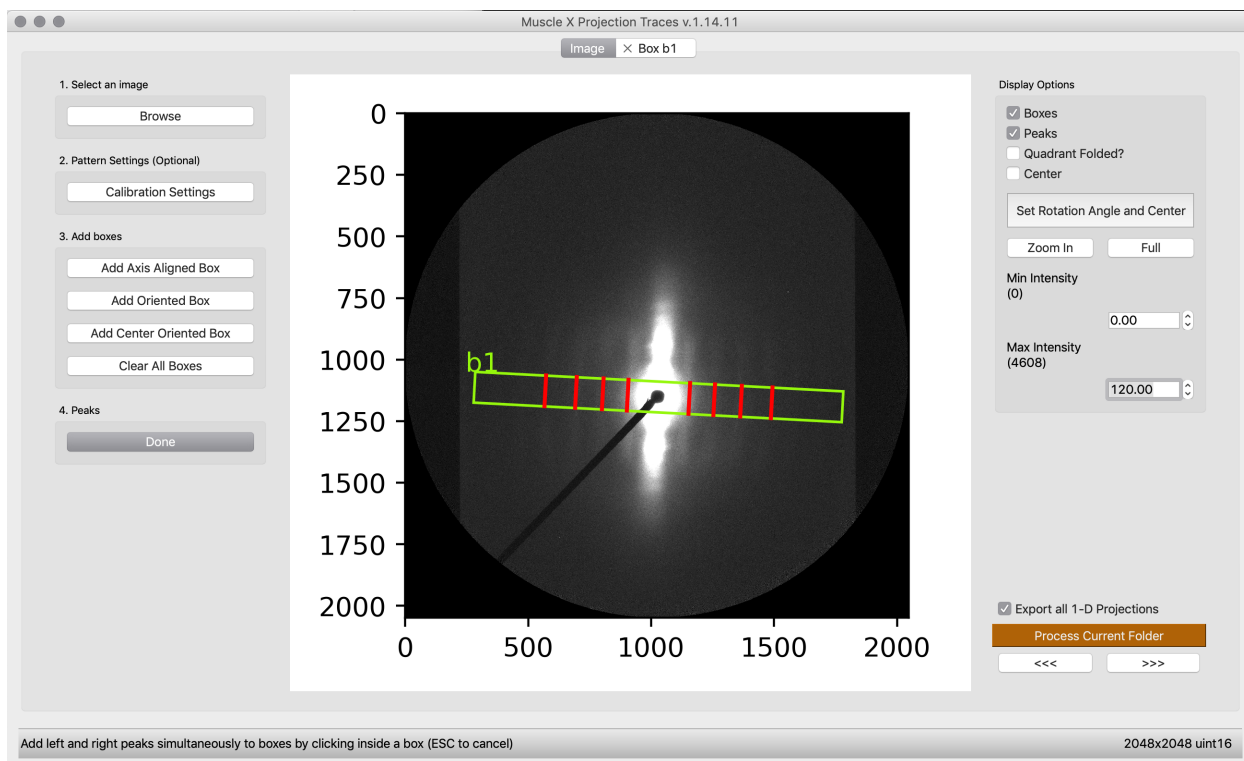 Muscle X Projection Traces v.1.14.11
Image
× Box b1
1. Select an image
Browse
2. Pattern Settings (Optional)
Calibration Settings
3. Add boxes
Add Axis Aligned Box
Add Oriented Box
Add Center Oriented Box
Clear All Boxes
4. Peaks
Done
0
250
500
750
1000
1250
1500
1750
2000
b1
0
500
1000
1500
2000
Display Options
Boxes
Peaks
Quadrant Folded?
Center
Set Rotation Angle and Center
Zoom In
Full
Min Intensity
(0)
0.00
Max Intensity
(4608)
120.00
Export all 1-D Projections
Process Current Folder
<<<
>>>
Add left and right peaks simultaneously to boxes by clicking inside a box (ESC to cancel)
2048x2048 uint16